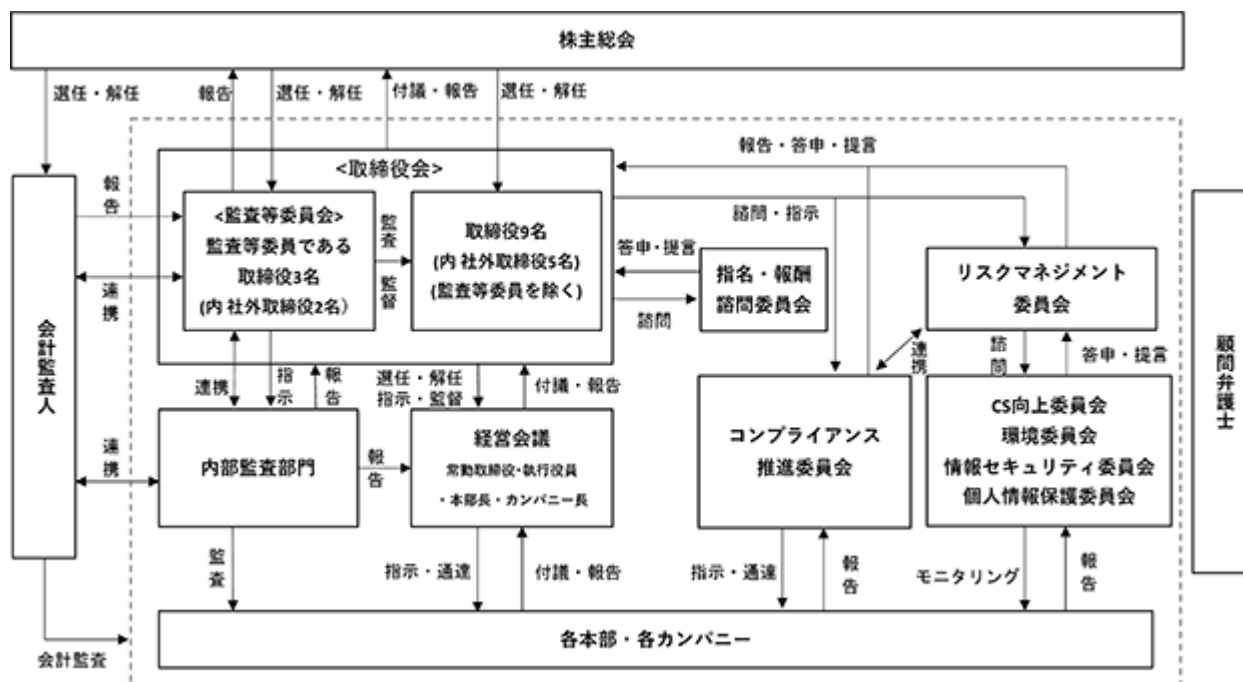 株主総会
選任・解任
報告
選任・解任
付議・報告
選任・解任
<取締役会>
報告・答申・提言
報告
<監査等委員会>
監査等委員である
取締役3名
(内 社外取締役2名)
監査
監督
取締役9名
(内 社外取締役5名)
(監査等委員を除く)
諮問・指示
答申・提言
指名・報酬
諮問委員会
諮問
リスクマネジメント
委員会
連携
会計監査人
顧問弁護士
連携
指示
報告
選任・解任
指示・監督
付議・報告
連携
諮問
答申・提言
内部監査部門
報告
経営会議
常勤取締役・執行役員
・本部長・カンパニー長
コンプライアンス
推進委員会
CS向上委員会
環境委員会
情報セキュリティ委員会
個人情報保護委員会
連携
監査
指示・通達
付議・報告
指示・通達
報告
モニタリング
報告
各本部・各カンパニー
会計監査